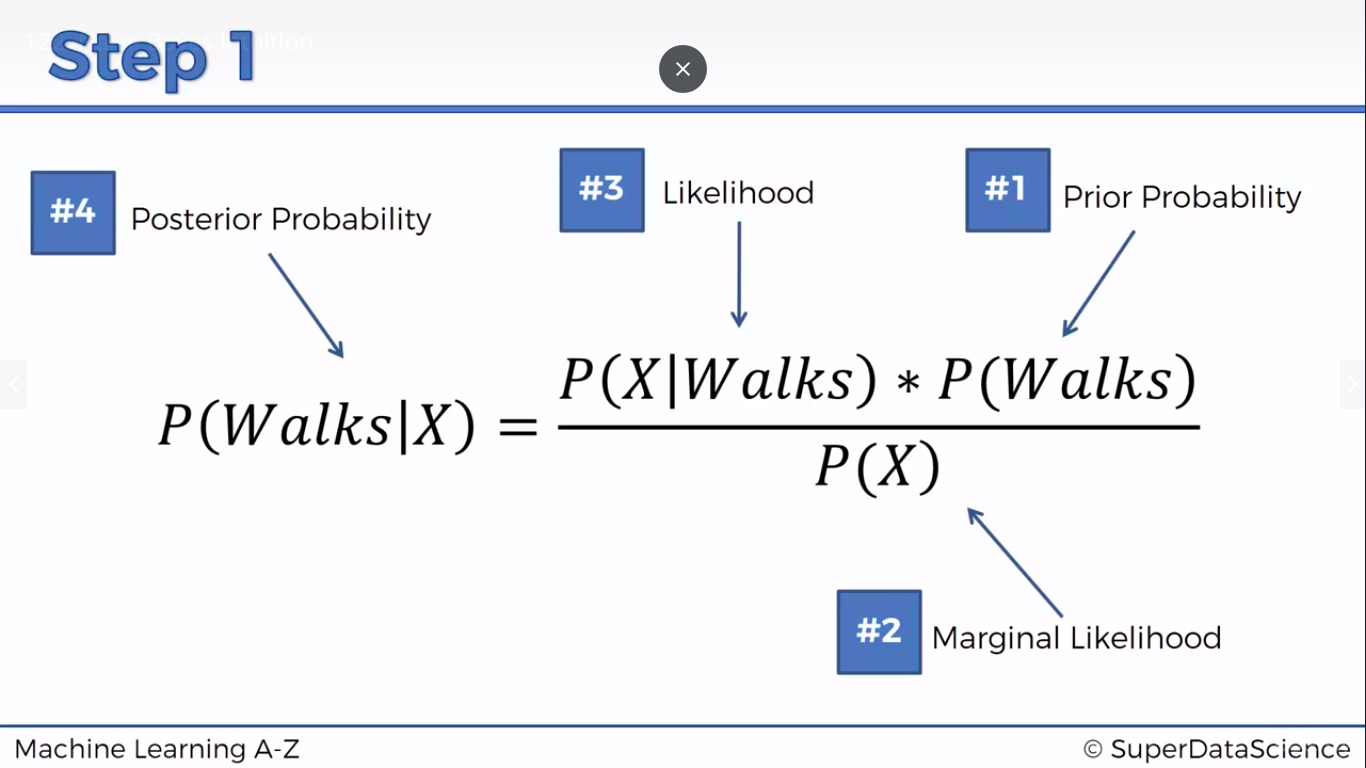 Step 1
#4 Posterior Probability
#3 Likelihood
#1 Prior Probability
P(Walks|X) = P(X|Walks) * P(Walks)
P(X)
#2 Marginal Likelihood
Machine Learning A-Z
© SuperDataScience